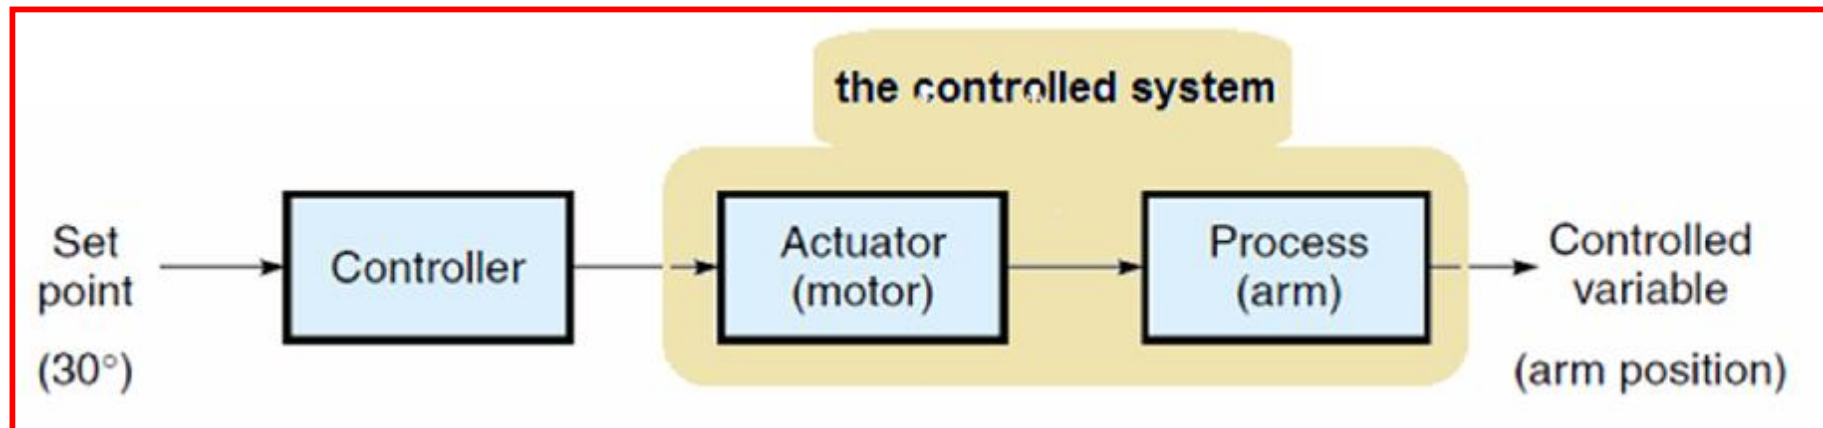 the controlled system
Set
point
(30°)
Controller
Actuator
(motor)
Process
(arm)
Controlled
variable
(arm position)